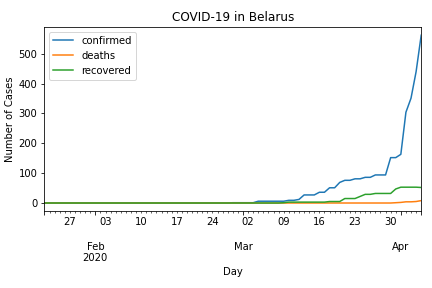 COVID-19 in Belarus
confirmed
deaths
recovered
Number of Cases
500
400
300
200
100
0
27 03 10 17 24 02 09 16 23 30
Feb Mar Apr
2020
Day